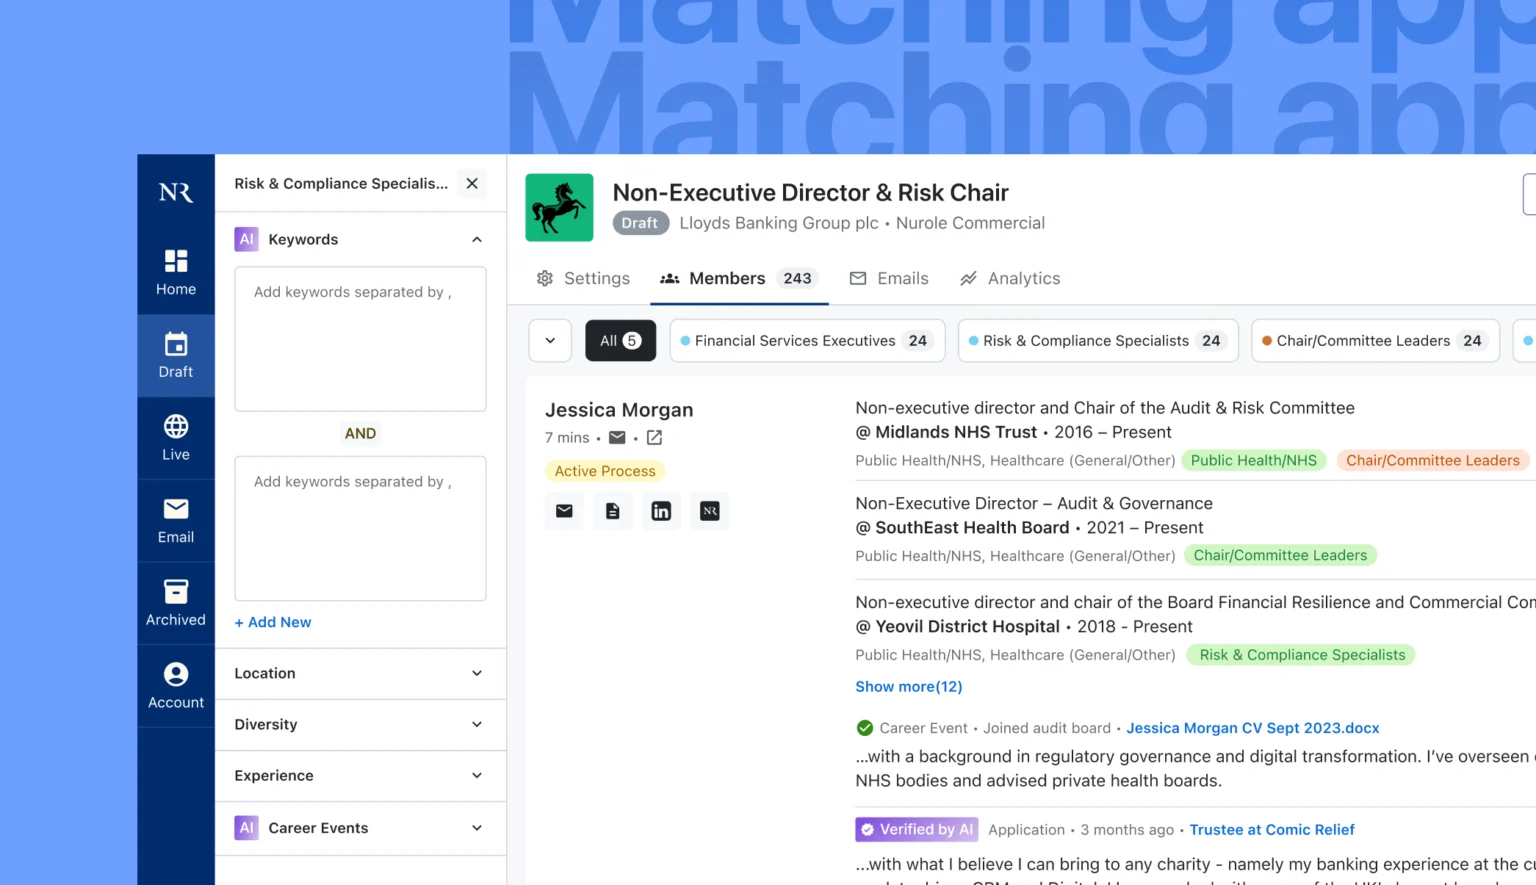 Matching app
Matching app
NR
Home
Draft
Live
Email
Archived
Account
Risk & Compliance Specialis...
AI Keywords
Add keywords separated by ,
AND
Add keywords separated by ,
+ Add New
Location
Diversity
Experience
AI Career Events
Non-Executive Director & Risk Chair
Draft Lloyds Banking Group plc • Nurole Commercial
Settings Members 243 Emails Analytics
All 5 Financial Services Executives 24 Risk & Compliance Specialists 24 Chair/Committee Leaders 24
Jessica Morgan
7 mins • •
Active Process
in NR
Non-executive director and Chair of the Audit & Risk Committee
@ Midlands NHS Trust • 2016 – Present
Public Health/NHS, Healthcare (General/Other) Public Health/NHS Chair/Committee Leaders
Non-Executive Director – Audit & Governance
@ SouthEast Health Board • 2021 – Present
Public Health/NHS, Healthcare (General/Other) Chair/Committee Leaders
Non-executive director and chair of the Board Financial Resilience and Commercial Com
@ Yeovil District Hospital • 2018 - Present
Public Health/NHS, Healthcare (General/Other) Risk & Compliance Specialists
Show more(12)
Career Event • Joined audit board • Jessica Morgan CV Sept 2023.docx
...with a background in regulatory governance and digital transformation. I’ve overseen
NHS bodies and advised private health boards.
Verified by AI Application • 3 months ago • Trustee at Comic Relief
...with what I believe I can bring to any charity - namely my banking experience at the